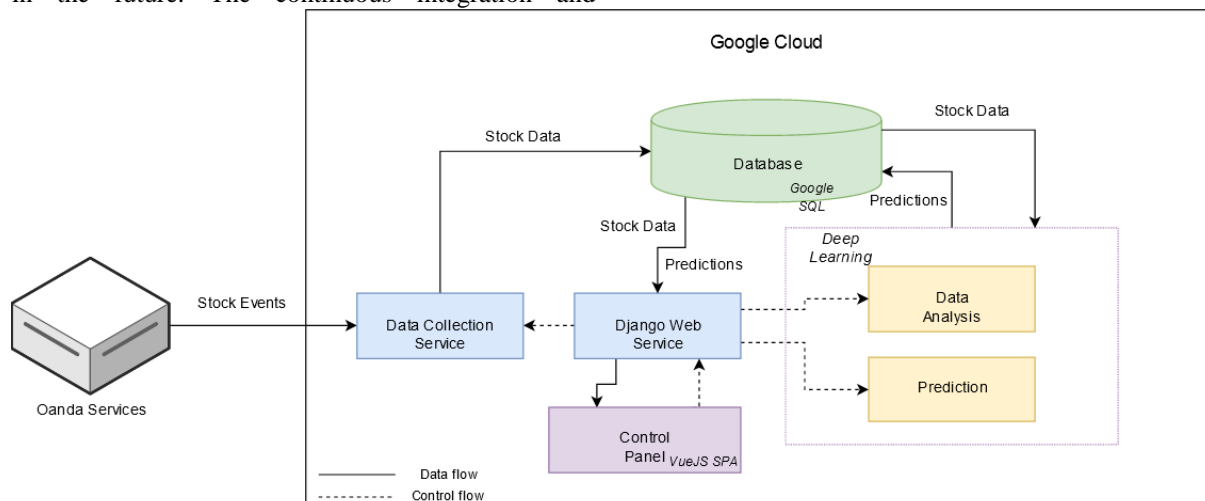 in the future. The continuous integration and
Google Cloud
Stock Data
Stock Data
Database
Google
SQL
Predictions
Stock Data
Predictions
Deep
Learning
Stock Events
Data Collection
Service
Django Web
Service
Data
Analysis
Prediction
Oanda Services
Control
Panel
VueJS SPA
Data flow
Control flow